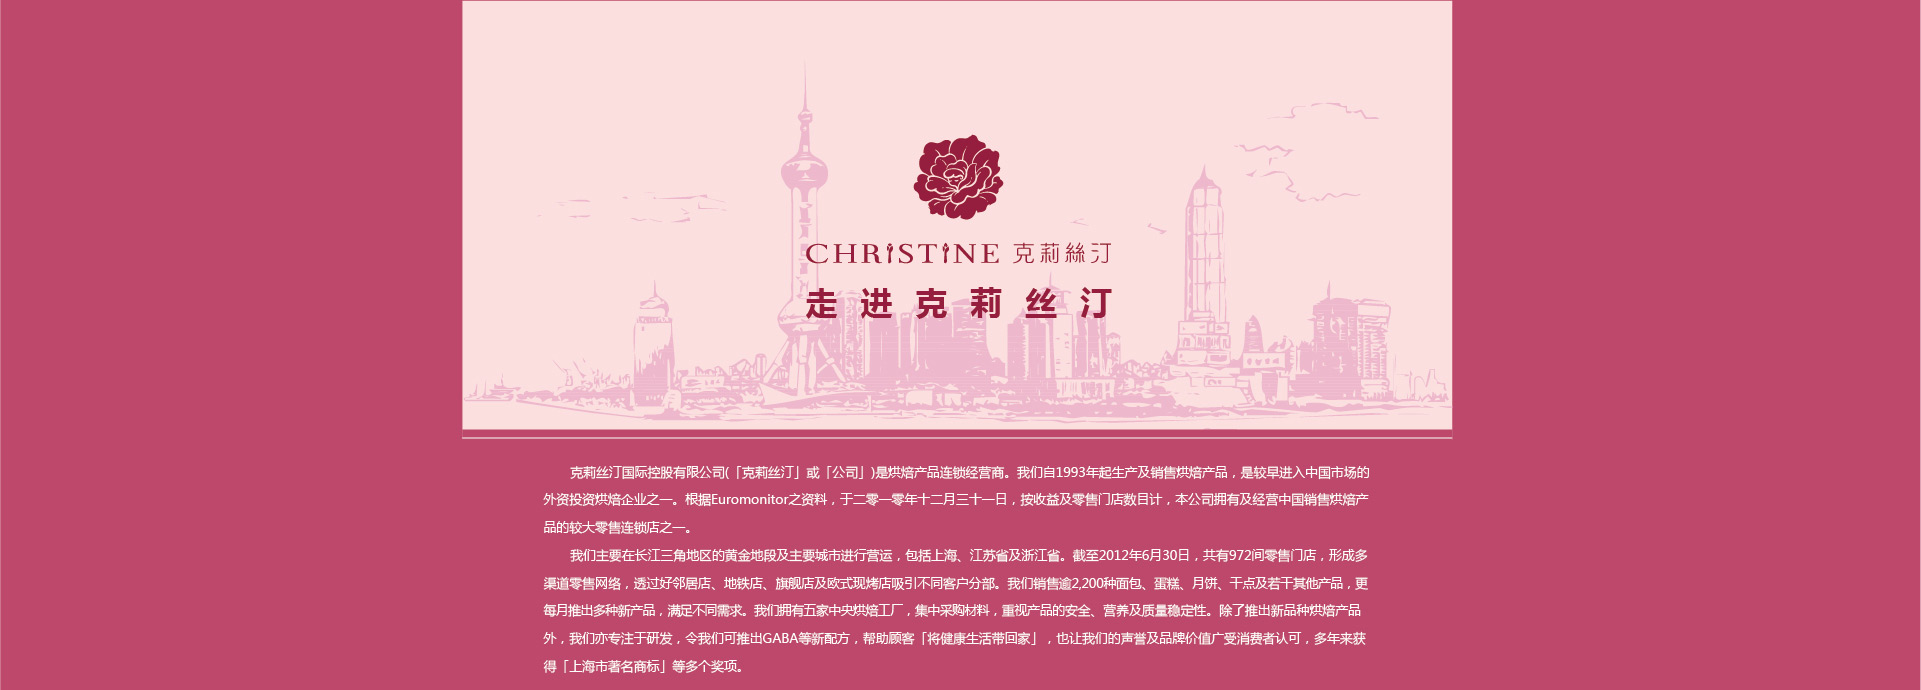 CHRISTINE 克莉絲汀
走进克莉丝汀
克莉丝汀国际控股有限公司(「克莉丝汀」或「公司」)是烘焙产品连锁经营商。我们自1993年起生产及销售烘焙产品，是较早进入中国市场的
外资投资烘焙企业之一。根据Euromonitor之资料，于二零一零年十二月三十一日，按收益及零售门店数目计，本公司拥有及经营中国销售烘焙产
品的较大零售连锁店之一。
我们主要在长江三角地区的黄金地段及主要城市进行营运，包括上海、江苏省及浙江省。截至2012年6月30日，共有972间零售门店，形成多
渠道零售网络，透过好邻居店、地铁店、旗舰店及欧式现烤店吸引不同客户分部。我们销售逾2,200种面包、蛋糕、月饼、干点及若干其他产品，更
每月推出多种新产品，满足不同需求。我们拥有五家中央烘焙工厂，集中采购材料，重视产品的安全、营养及质量稳定性。除了推出新品种烘焙产品
外，我们亦专注于研发，令我们可推出GABA等新配方，帮助顾客「将健康生活带回家」，也让我们的声誉及品牌价值广受消费者认可，多年来获
得「上海市著名商标」等多个奖项。